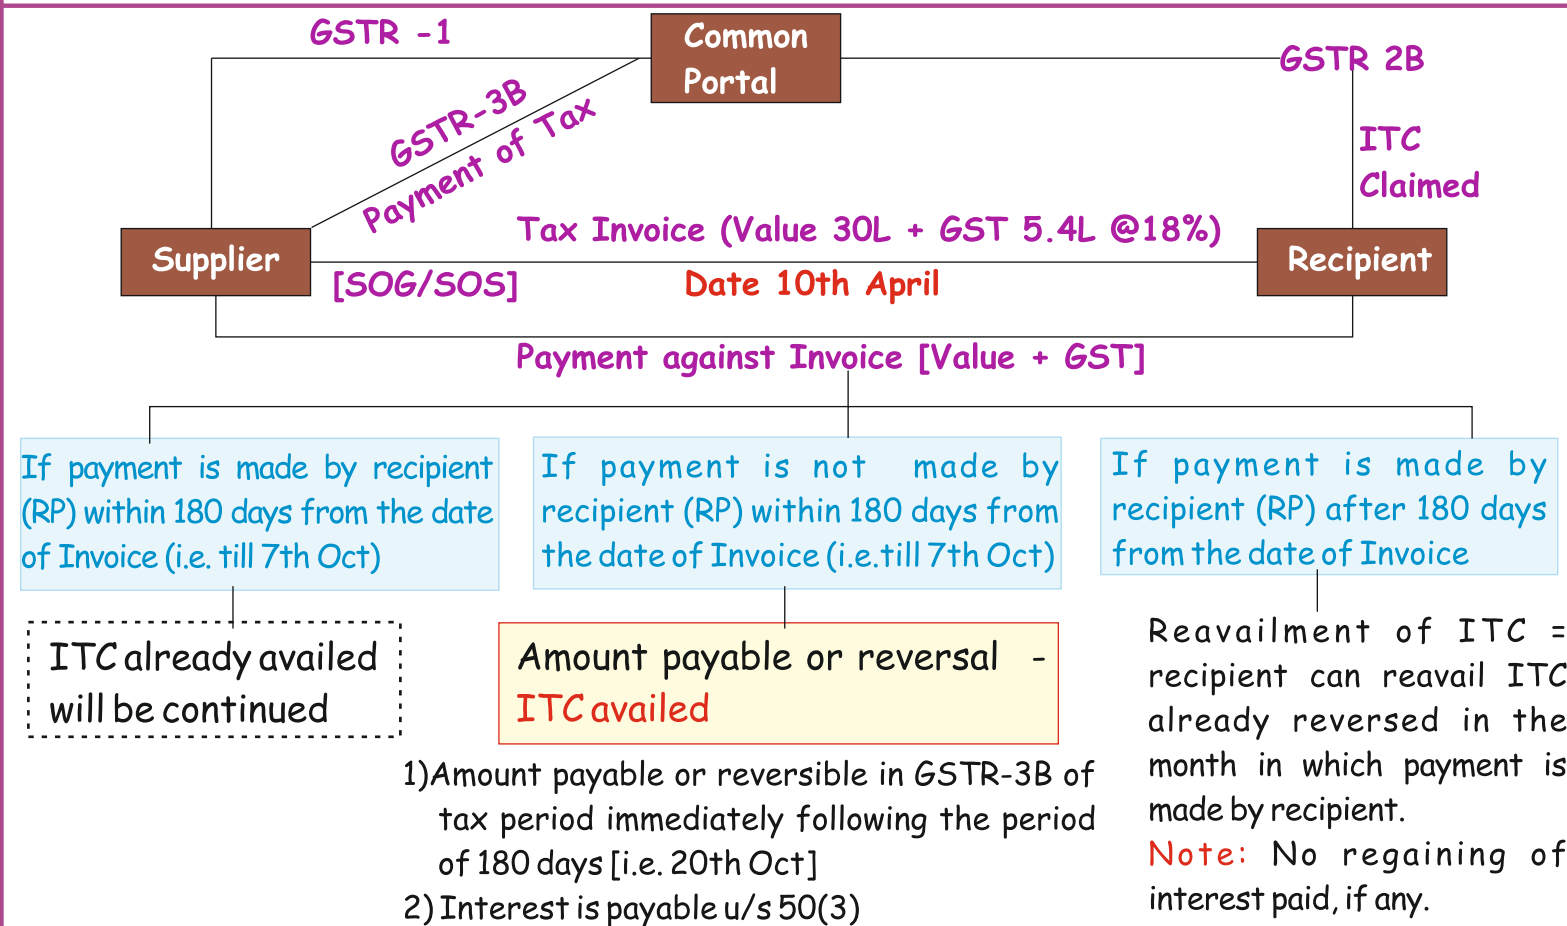 GSTR -1
Common
Portal
GSTR 2B
GSTR-3B
Payment of Tax
ITC
Claimed
Tax Invoice (Value 30L + GST 5.4L @18%)
Supplier
Recipient
[SOG/SOS]
Date 10th April
Payment against Invoice [Value + GST]
If payment is made by recipient
(RP) within 180 days from the date
of Invoice (i.e. till 7th Oct)
If payment is not made by
recipient (RP) within 180 days from
the date of Invoice (i.e.till 7th Oct)
If payment is made by
recipient (RP) after 180 days
from the date of Invoice
ITC already availed
will be continued
Amount payable or reversal -
ITC availed
1)Amount payable or reversible in GSTR-3B of
tax period immediately following the period
of 180 days [i.e. 20th Oct]
2) Interest is payable u/s 50(3)
Reavailment of ITC =
recipient can reavail ITC
already reversed in the
month in which payment is
made by recipient.
Note: No regaining of
interest paid, if any.